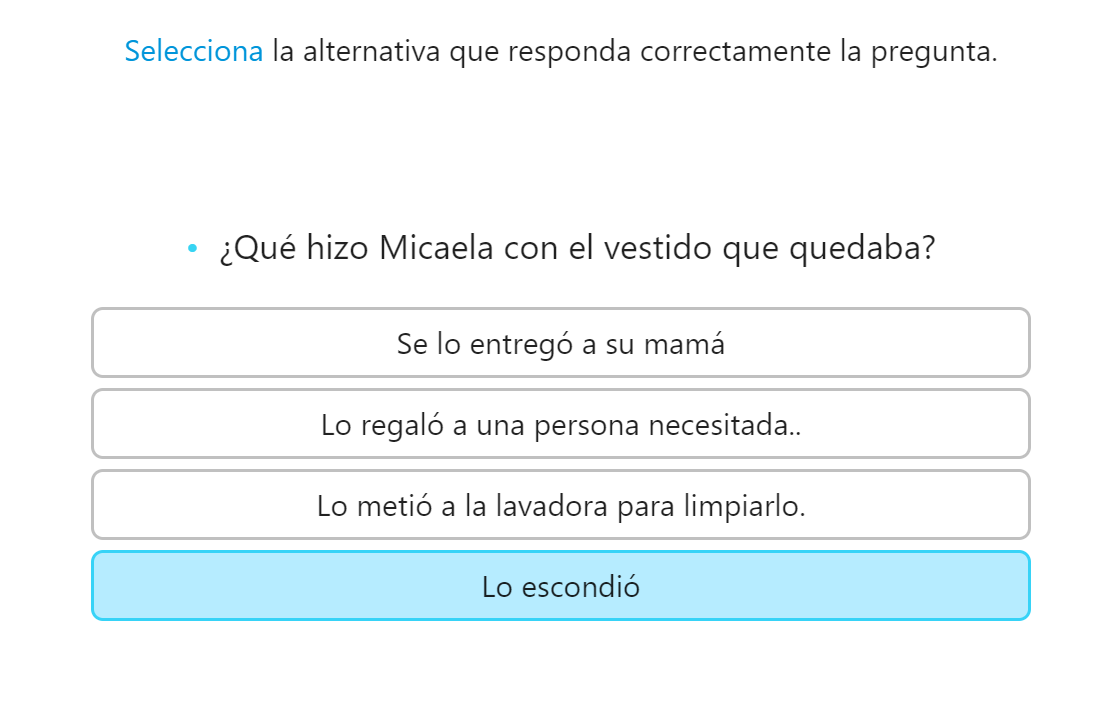 Selecciona la alternativa que responda correctamente la pregunta.
• ¿Qué hizo Micaela con el vestido que quedaba?
Se lo entregó a su mamá
Lo regaló a una persona necesitada..
Lo metió a la lavadora para limpiarlo.
Lo escondió